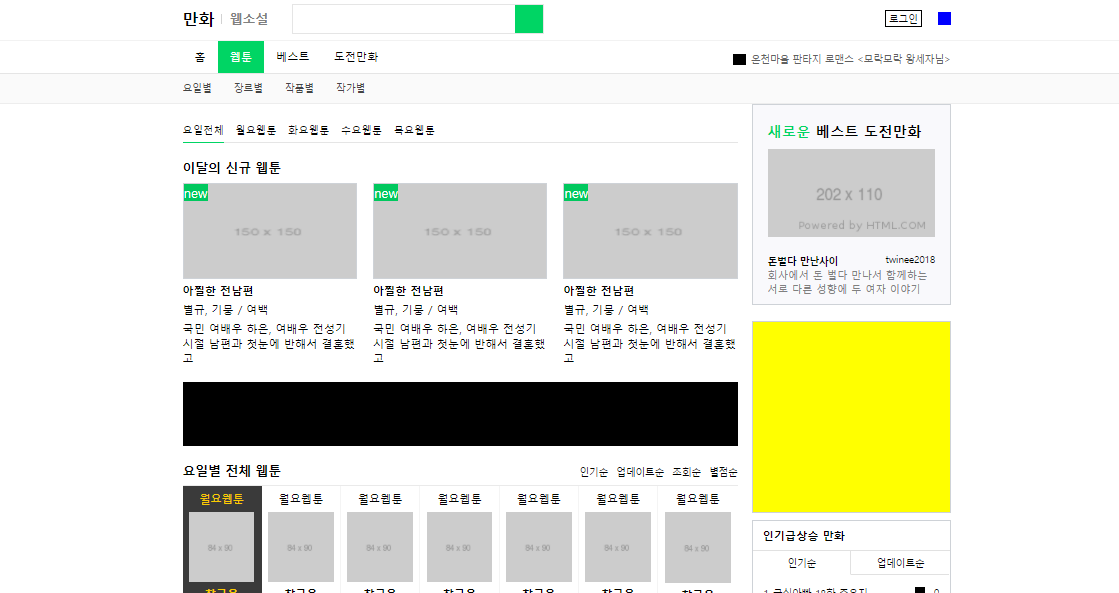 만화 웹소설
로그인
홈 웹툰 베스트 도전만화
온천마을 판타지 로맨스 <모락모락 왕세자님>
요일별 장르별 작품별 작가별
요일전체 월요웹툰 화요웹툰 수요웹툰 목요웹툰
이달의 신규 웹툰
new
150 x 150
아찔한 전남편
별규, 기뭉 / 여백
국민 여배우 하은, 여배우 전성기
시절 남편과 첫눈에 반해서 결혼했
고
new
150 x 150
아찔한 전남편
별규, 기뭉 / 여백
국민 여배우 하은, 여배우 전성기
시절 남편과 첫눈에 반해서 결혼했
고
new
150 x 150
아찔한 전남편
별규, 기뭉 / 여백
국민 여배우 하은, 여배우 전성기
시절 남편과 첫눈에 반해서 결혼했
고
요일별 전체 웹툰
인기순 업데이트순 조회순 별점순
월요웹툰 월요웹툰 월요웹툰 월요웹툰 월요웹툰 월요웹툰 월요웹툰
84 x 90 84 x 90 84 x 90 84 x 90 84 x 90 84 x 90 84 x 90
새로운 베스트 도전만화
202 x 110
Powered by HTML.COM
돈벌다 만난사이 twinee2018
회사에서 돈 벌다 만나서 함께하는
서로 다른 성향에 두 여자 이야기
인기급상승 만화
인기순 업데이트순